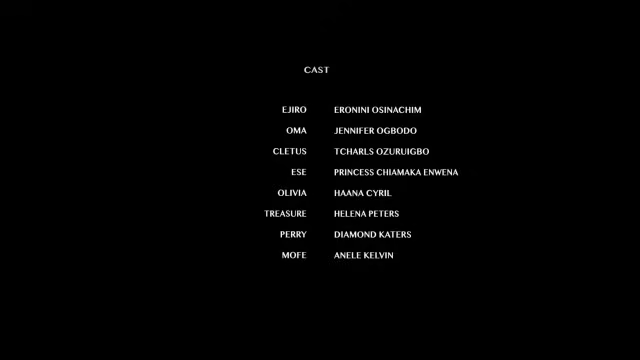 CAST
EJIRO ERONINI OSINACHIM
OMA JENNIFER OGBODO
CLETUS TCHARLS OZURUIGBO
ESE PRINCESS CHIAMAKA ENWENA
OLIVIA HAANA CYRIL
TREASURE HELENA PETERS
PERRY DIAMOND KATERS
MOFE ANELE KELVIN